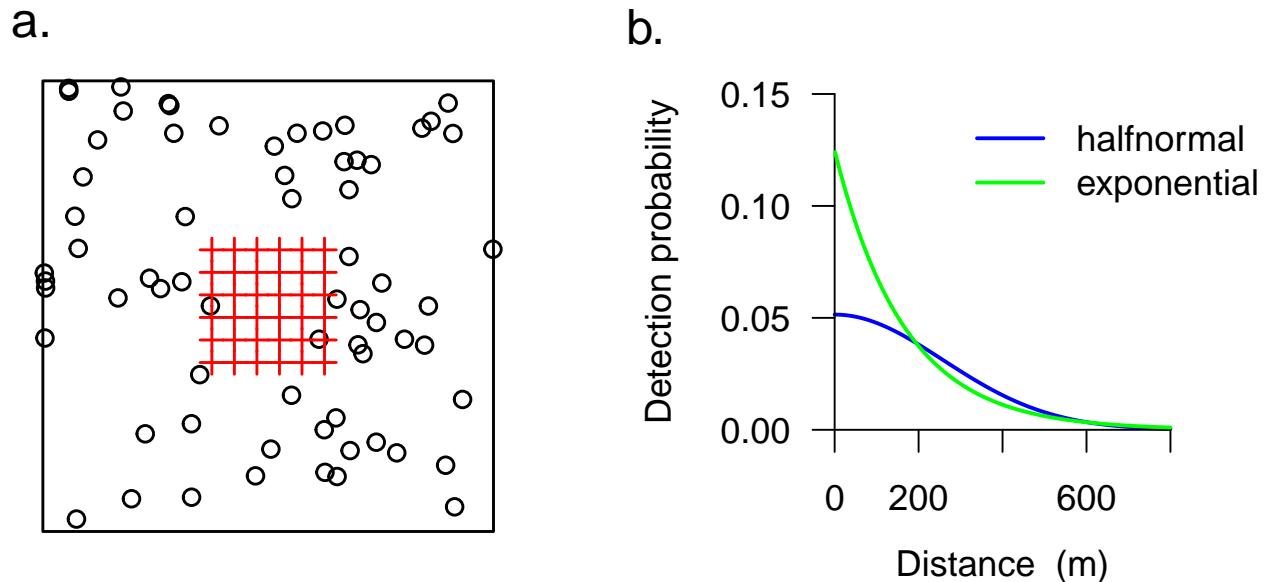 a.
b.
Detection probability
0.15
0.10
0.05
0.00
halfnormal
exponential
0 200 600
Distance (m)